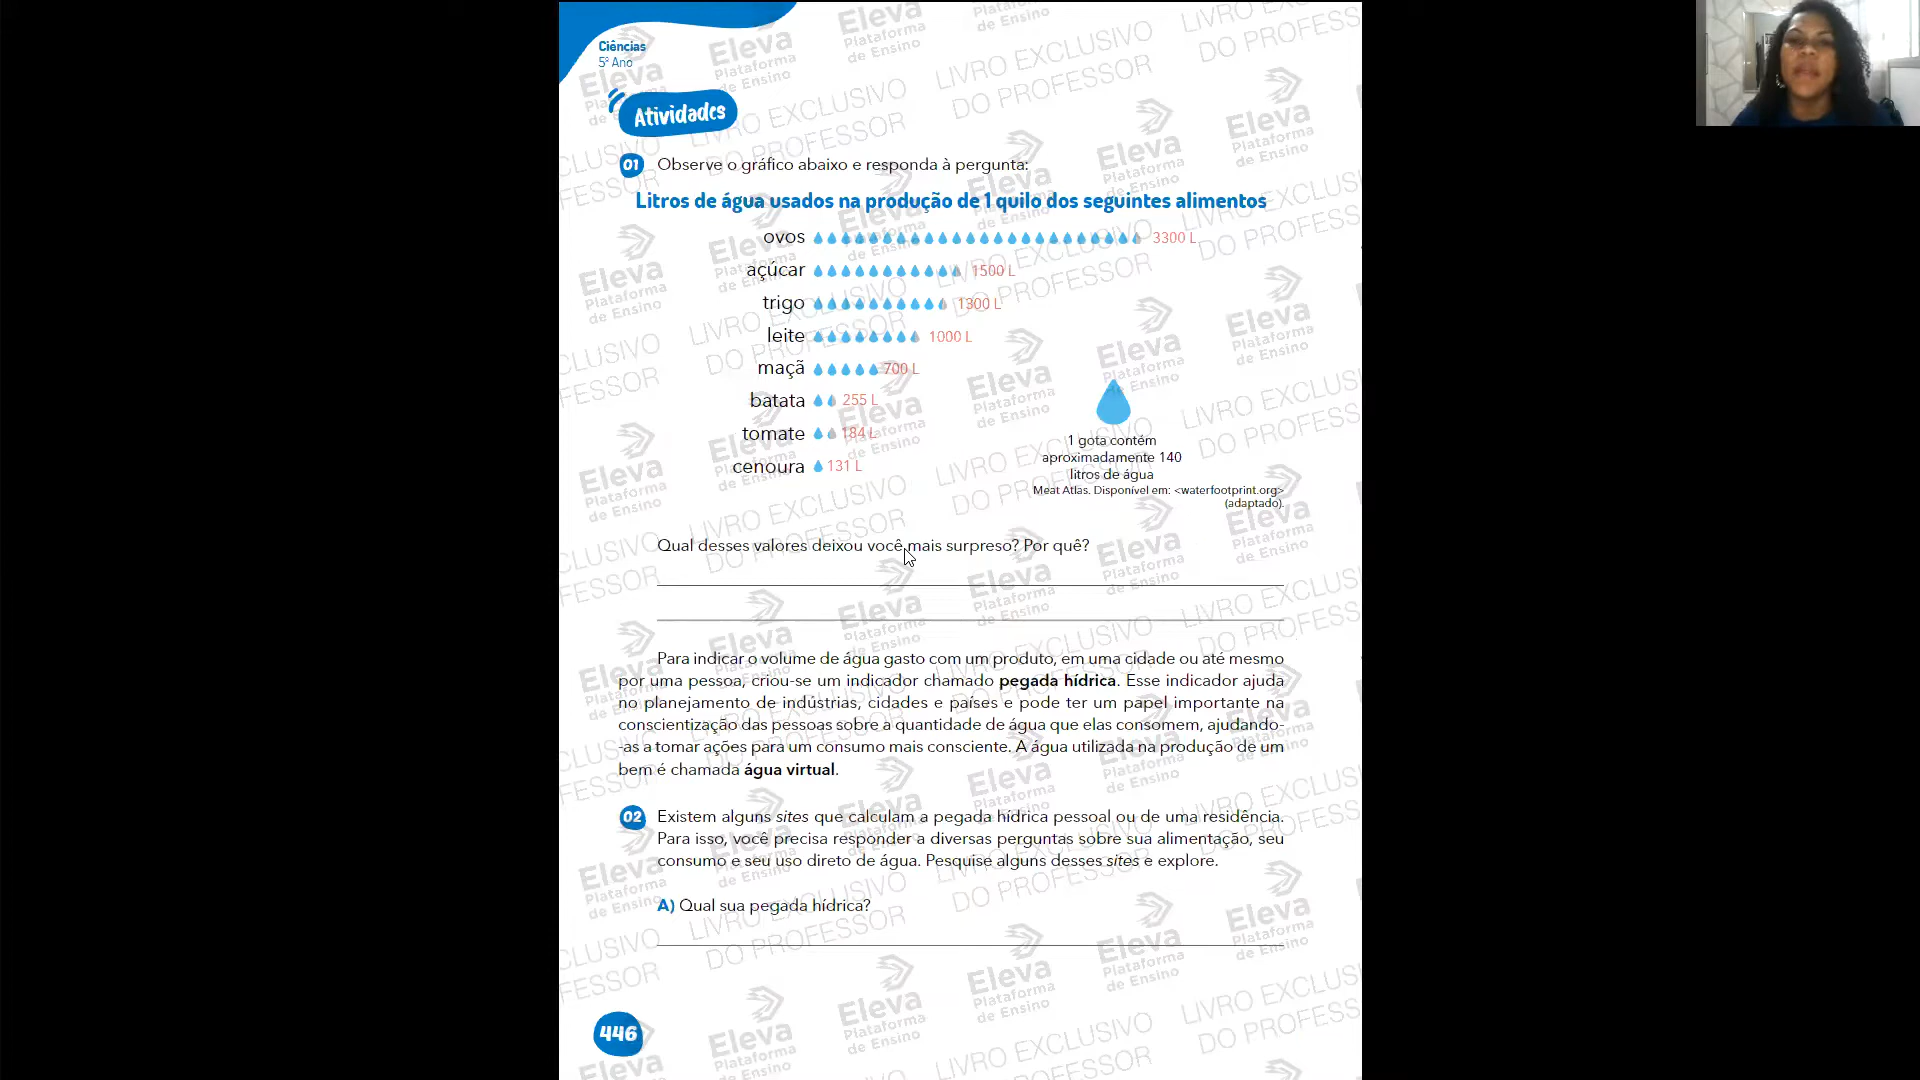 Ciências
5º Ano
Atividades
01 Observe o gráfico abaixo e responda à pergunta:
Litros de água usados na produção de 1 quilo dos seguintes alimentos
ovos 3300 L
açúcar 1500 L
trigo 1300 L
leite 1000 L
maçã 700 L
batata 255 L
tomate 184 L
cenoura 131 L
1 gota contém
aproximadamente 140
litros de água
Meat Atlas. Disponível em: <waterfootprint.org>
(adaptado).
Qual desses valores deixou você mais surpreso? Por quê?
Para indicar o volume de água gasto com um produto, em uma cidade ou até mesmo
por uma pessoa, criou-se um indicador chamado pegada hídrica. Esse indicador ajuda
no planejamento de indústrias, cidades e países e pode ter um papel importante na
conscientização das pessoas sobre a quantidade de água que elas consomem, ajudando-
-as a tomar ações para um consumo mais consciente. A água utilizada na produção de um
bem é chamada água virtual.
02 Existem alguns sites que calculam a pegada hídrica pessoal ou de uma residência.
Para isso, você precisa responder a diversas perguntas sobre sua alimentação, seu
consumo e seu uso direto de água. Pesquise alguns desses sites e explore.
A) Qual sua pegada hídrica?
446
Eleva
Plataforma
de Ensino
LIVRO EXCLUSIVO
DO PROFESSOR